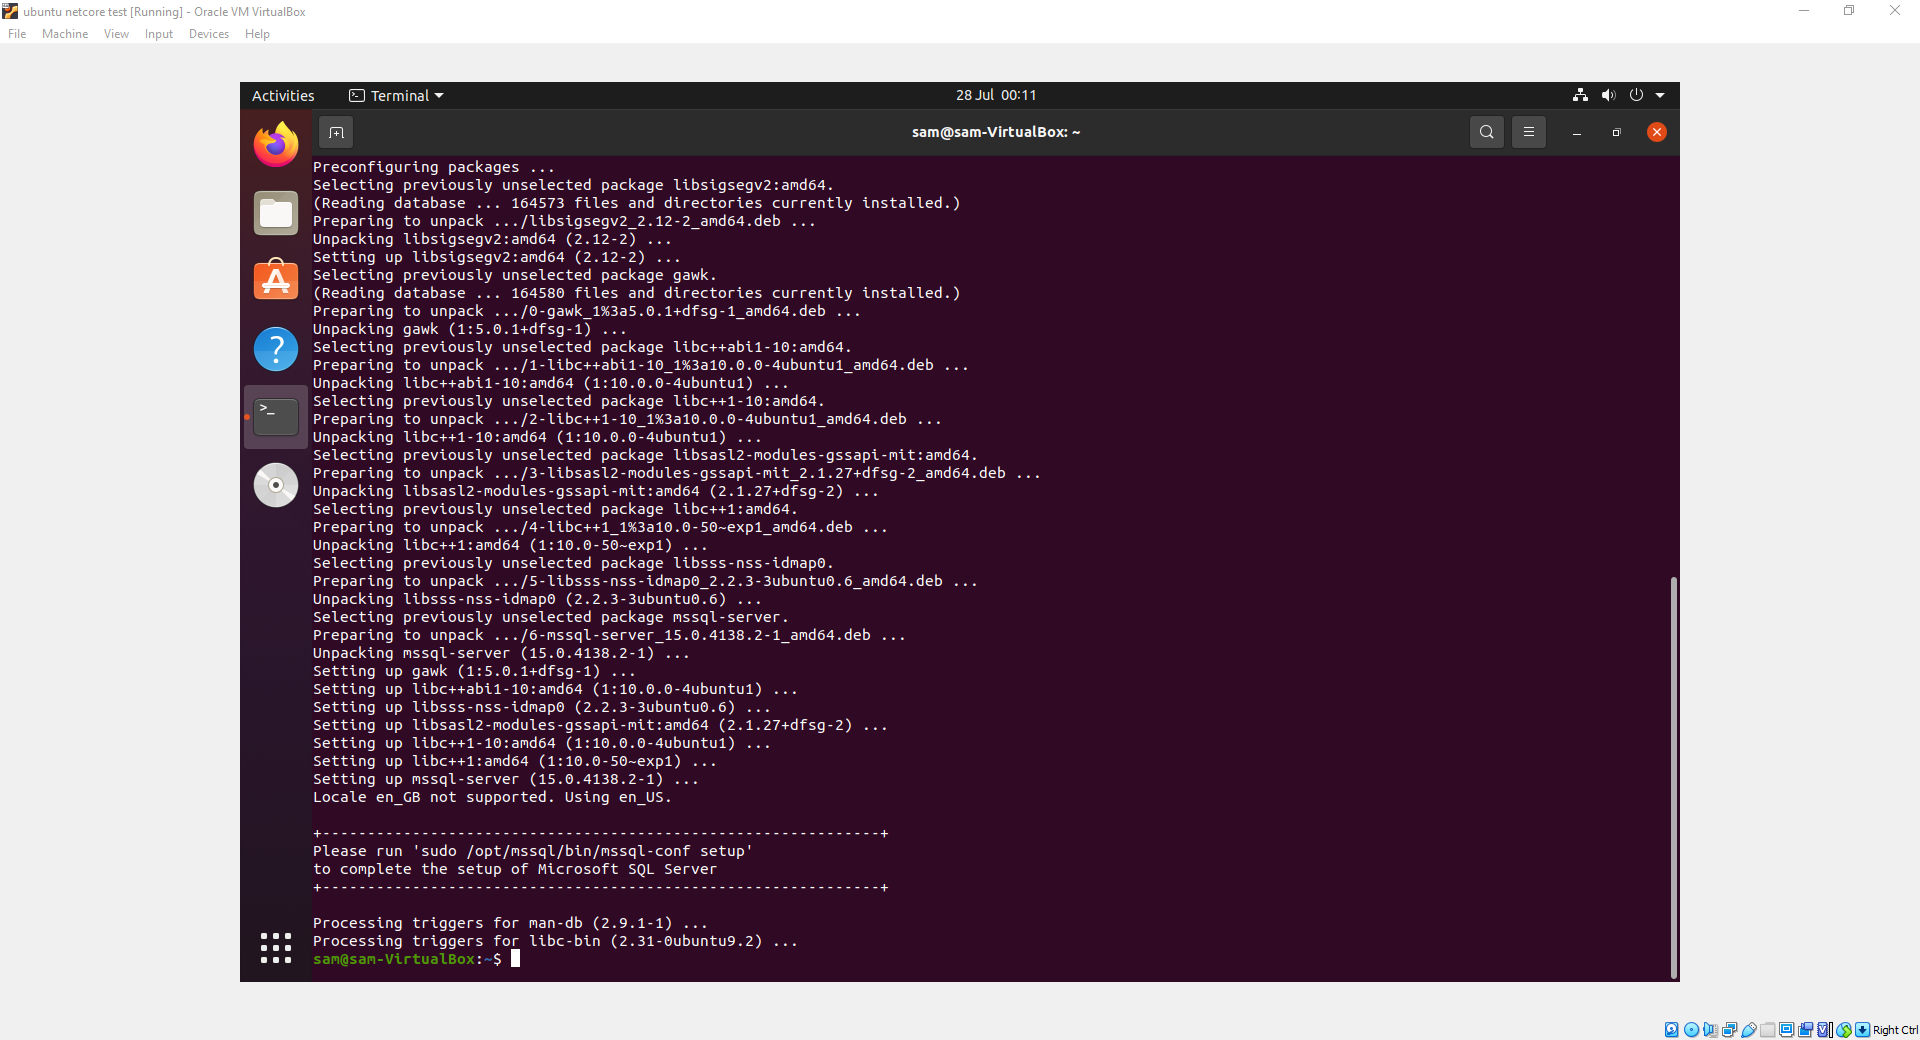 ubuntu netcore test [Running] - Oracle VM VirtualBox
File Machine View Input Devices Help
Activities Terminal 28 Jul 00:11
sam@sam-VirtualBox: ~
Preconfiguring packages ...
Selecting previously unselected package libsigsegv2:amd64.
(Reading database ... 164573 files and directories currently installed.)
Preparing to unpack .../libsigsegv2_2.12-2_amd64.deb ...
Unpacking libsigsegv2:amd64 (2.12-2) ...
Setting up libsigsegv2:amd64 (2.12-2) ...
Selecting previously unselected package gawk.
(Reading database ... 164580 files and directories currently installed.)
Preparing to unpack .../0-gawk_1%3a5.0.1+dfsg-1_amd64.deb ...
Unpacking gawk (1:5.0.1+dfsg-1) ...
Selecting previously unselected package libc++abi1-10:amd64.
Preparing to unpack .../1-libc++abi1-10_1%3a10.0.0-4ubuntu1_amd64.deb ...
Unpacking libc++abi1-10:amd64 (1:10.0.0-4ubuntu1) ...
Selecting previously unselected package libc++1-10:amd64.
Preparing to unpack .../2-libc++1-10_1%3a10.0.0-4ubuntu1_amd64.deb ...
Unpacking libc++1-10:amd64 (1:10.0.0-4ubuntu1) ...
Selecting previously unselected package libsasl2-modules-gssapi-mit:amd64.
Preparing to unpack .../3-libsasl2-modules-gssapi-mit_2.1.27+dfsg-2_amd64.deb ...
Unpacking libsasl2-modules-gssapi-mit:amd64 (2.1.27+dfsg-2) ...
Selecting previously unselected package libc++1:amd64.
Preparing to unpack .../4-libc++1_1%3a10.0-50~exp1_amd64.deb ...
Unpacking libc++1:amd64 (1:10.0-50~exp1) ...
Selecting previously unselected package libsss-nss-idmap0.
Preparing to unpack .../5-libsss-nss-idmap0_2.2.3-3ubuntu0.6_amd64.deb ...
Unpacking libsss-nss-idmap0 (2.2.3-3ubuntu0.6) ...
Selecting previously unselected package mssql-server.
Preparing to unpack .../6-mssql-server_15.0.4138.2-1_amd64.deb ...
Unpacking mssql-server (15.0.4138.2-1) ...
Setting up gawk (1:5.0.1+dfsg-1) ...
Setting up libc++abi1-10:amd64 (1:10.0.0-4ubuntu1) ...
Setting up libsss-nss-idmap0 (2.2.3-3ubuntu0.6) ...
Setting up libsasl2-modules-gssapi-mit:amd64 (2.1.27+dfsg-2) ...
Setting up libc++1-10:amd64 (1:10.0.0-4ubuntu1) ...
Setting up libc++1:amd64 (1:10.0-50~exp1) ...
Setting up mssql-server (15.0.4138.2-1) ...
Locale en_GB not supported. Using en_US.
+--------------------------------------------------------------+
Please run 'sudo /opt/mssql/bin/mssql-conf setup'
to complete the setup of Microsoft SQL Server
+--------------------------------------------------------------+
Processing triggers for man-db (2.9.1-1) ...
Processing triggers for libc-bin (2.31-0ubuntu9.2) ...
sam@sam-VirtualBox:~$
Right Ctrl